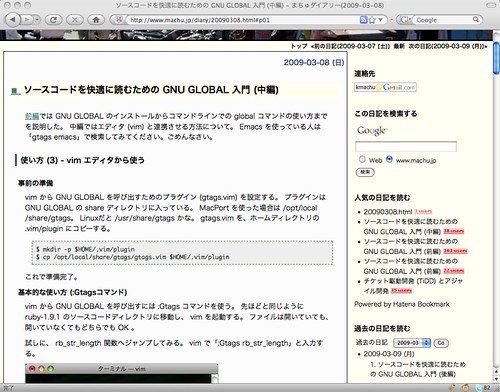 ソースコードを快適に読むための GNU GLOBAL 入門 (中編) - まちゅダイアリー(2009-03-08)
http://www.machu.jp/diary/20090308.html#p01
トップ «前の日記(2009-03-07 (土)) 最新 次の日記(2009-03-09 (月))»
2009-03-08 (日)
ソースコードを快適に読むための GNU GLOBAL 入門 (中編)
前編では GNU GLOBAL のインストールからコマンドラインでの global コマンドの使い方まで
を説明した。 中編ではエディタ (vim) と連携させる方法について。 Emacs を使っている人は
「gtags emacs」で検索してみてください。ごめんなさい。
使い方 (3) - vim エディタから使う
事前の準備
vim から GNU GLOBAL を呼び出すためのプラグイン (gtags.vim) を設定する。 プラグインは
GNU GLOBAL の share ディレクトリに入っている。 MacPort を使った場合は /opt/local
/share/gtags。 Linuxだと /usr/share/gtags かな。 gtags.vim を、ホームディレクトリの
.vim/plugin にコピーする。
$ mkdir -p $HOME/.vim/plugin
$ cp /opt/local/share/gtags/gtags.vim $HOME/.vim/plugin
これで準備完了。
基本的な使い方 (:Gtagsコマンド)
vim から GNU GLOBAL を呼び出すには :Gtags コマンドを使う。 先ほどと同じように
ruby-1.9.1 のソースコードディレクトリに移動し、 vim を起動する。 ファイルは開いていても、
開いていなくてもどちらでも OK 。
試しに、 rb_str_length 関数へジャンプしてみる。 vim で「:Gtags rb_str_length」と入力す
る。
ターミナル — vim
連絡先
kmachu@Gmail.com
この日記を検索する
Google
Web www.machu.jp
検索
人気の日記を読む
20090308.html
ソースコードを快適に読むための
GNU GLOBAL 入門 (中編)
ソースコードを快適に読むための
GNU GLOBAL 入門 (前編)
ソースコードを快適に読むための
GNU GLOBAL 入門 (後編)
チケット駆動開発 (TiDD) とアジャ
イル開発
Powered by Hatena Bookmark
過去の日記を読む
過去の日記 2009-03 Go
2009-03-09 (月)
1. ソースコードを快適に読むため
の GNU GLOBAL 入門 (後編)
完了